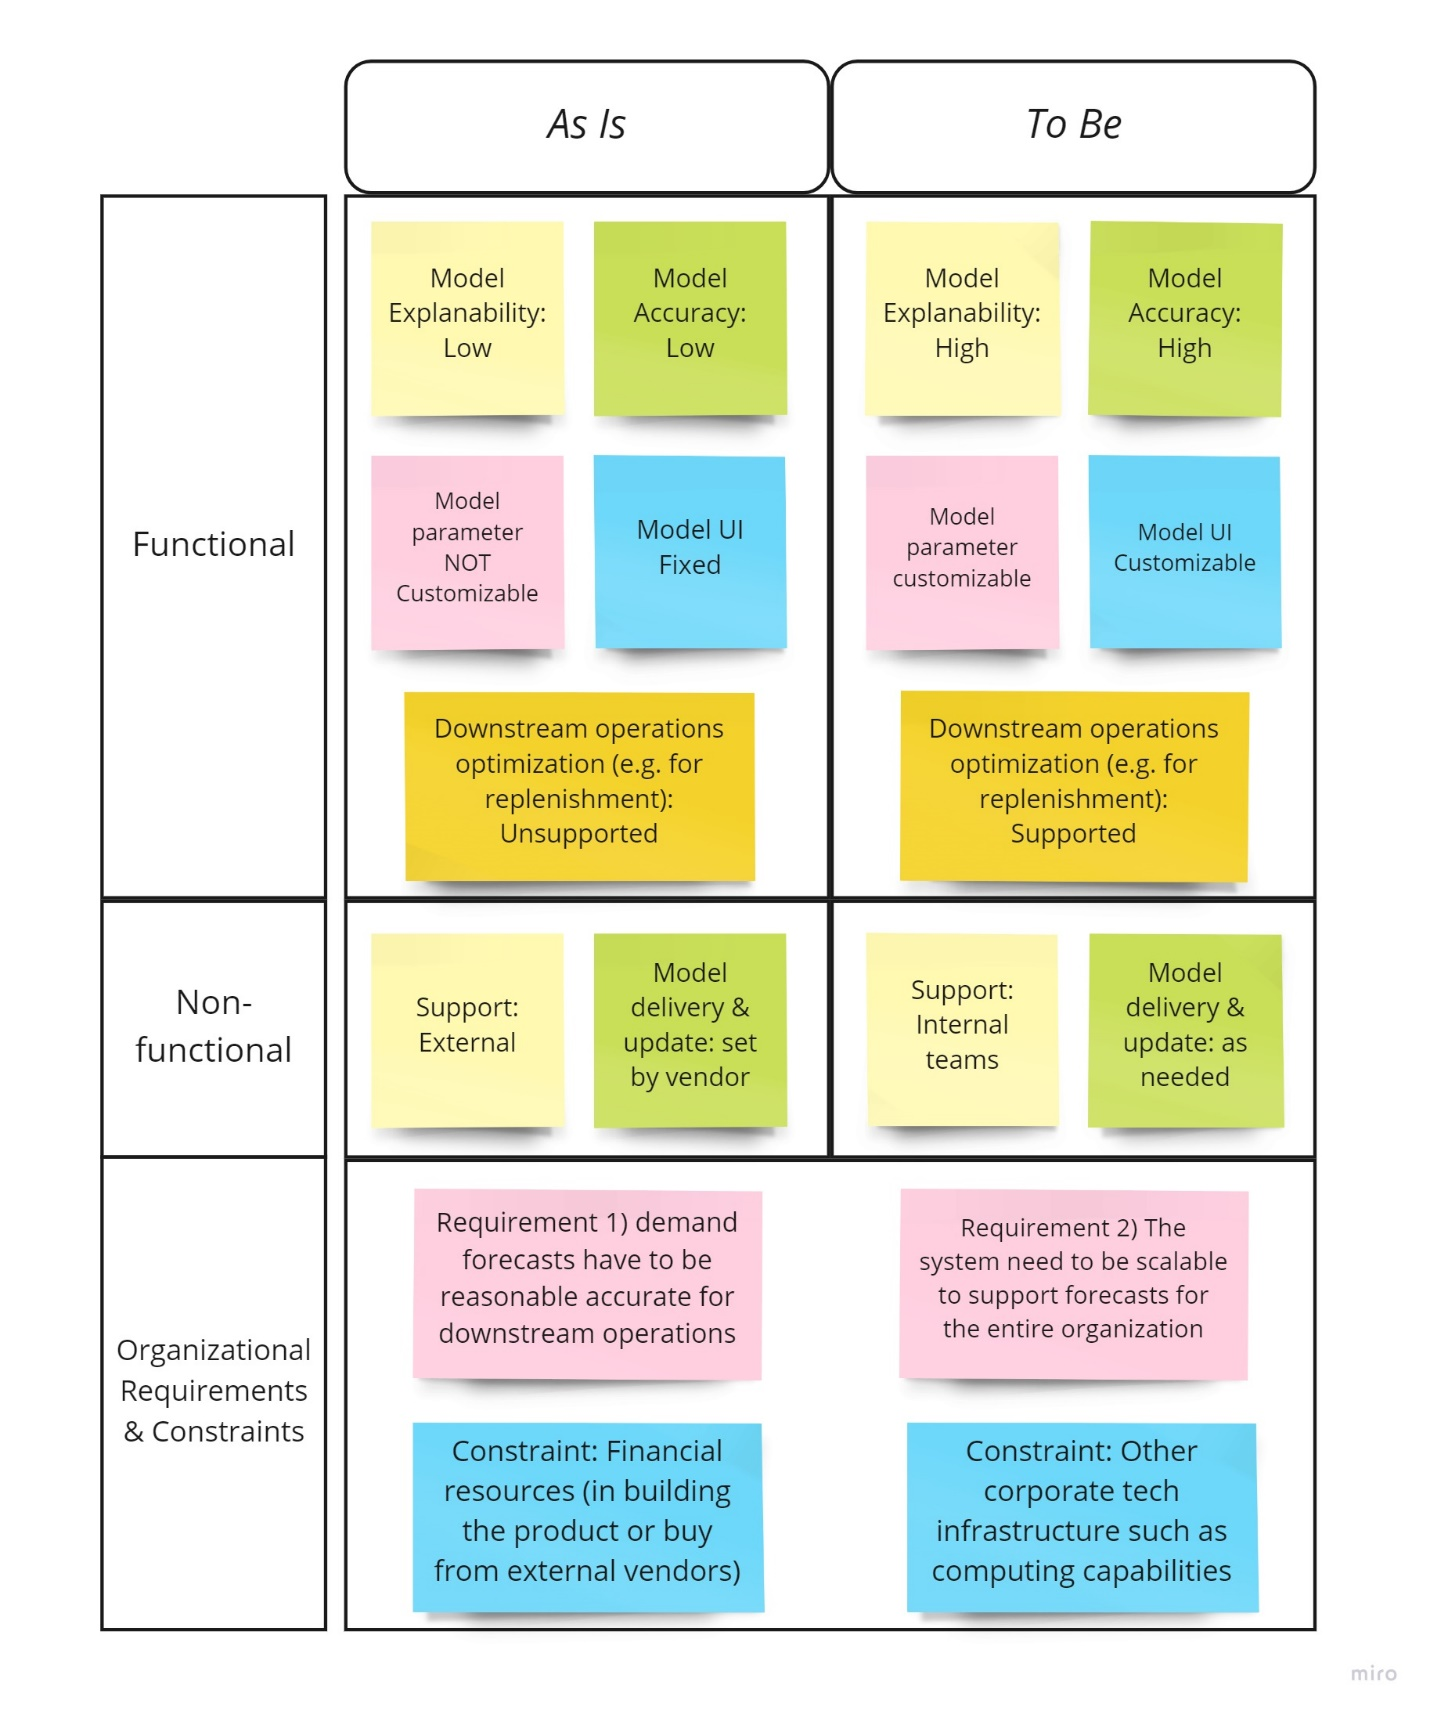 As Is
To Be
Functional
Model
Explanability:
Low
Model
Accuracy:
Low
Model
Explanability:
High
Model
Accuracy:
High
Model
parameter
NOT
Customizable
Model UI
Fixed
Model
parameter
customizable
Model UI
Customizable
Downstream operations
optimization (e.g. for
replenishment):
Unsupported
Downstream operations
optimization (e.g. for
replenishment):
Supported
Non-
functional
Support:
External
Model
delivery &
update: set
by vendor
Support:
Internal
teams
Model
delivery &
update: as
needed
Organizational
Requirements
& Constraints
Requirement 1) demand
forecasts have to be
reasonable accurate for
downstream operations
Requirement 2) The
system need to be scalable
to support forecasts for
the entire organization
Constraint: Financial
resources (in building
the product or buy
from external vendors)
Constraint: Other
corporate tech
infrastructure such as
computing capabilities
miro